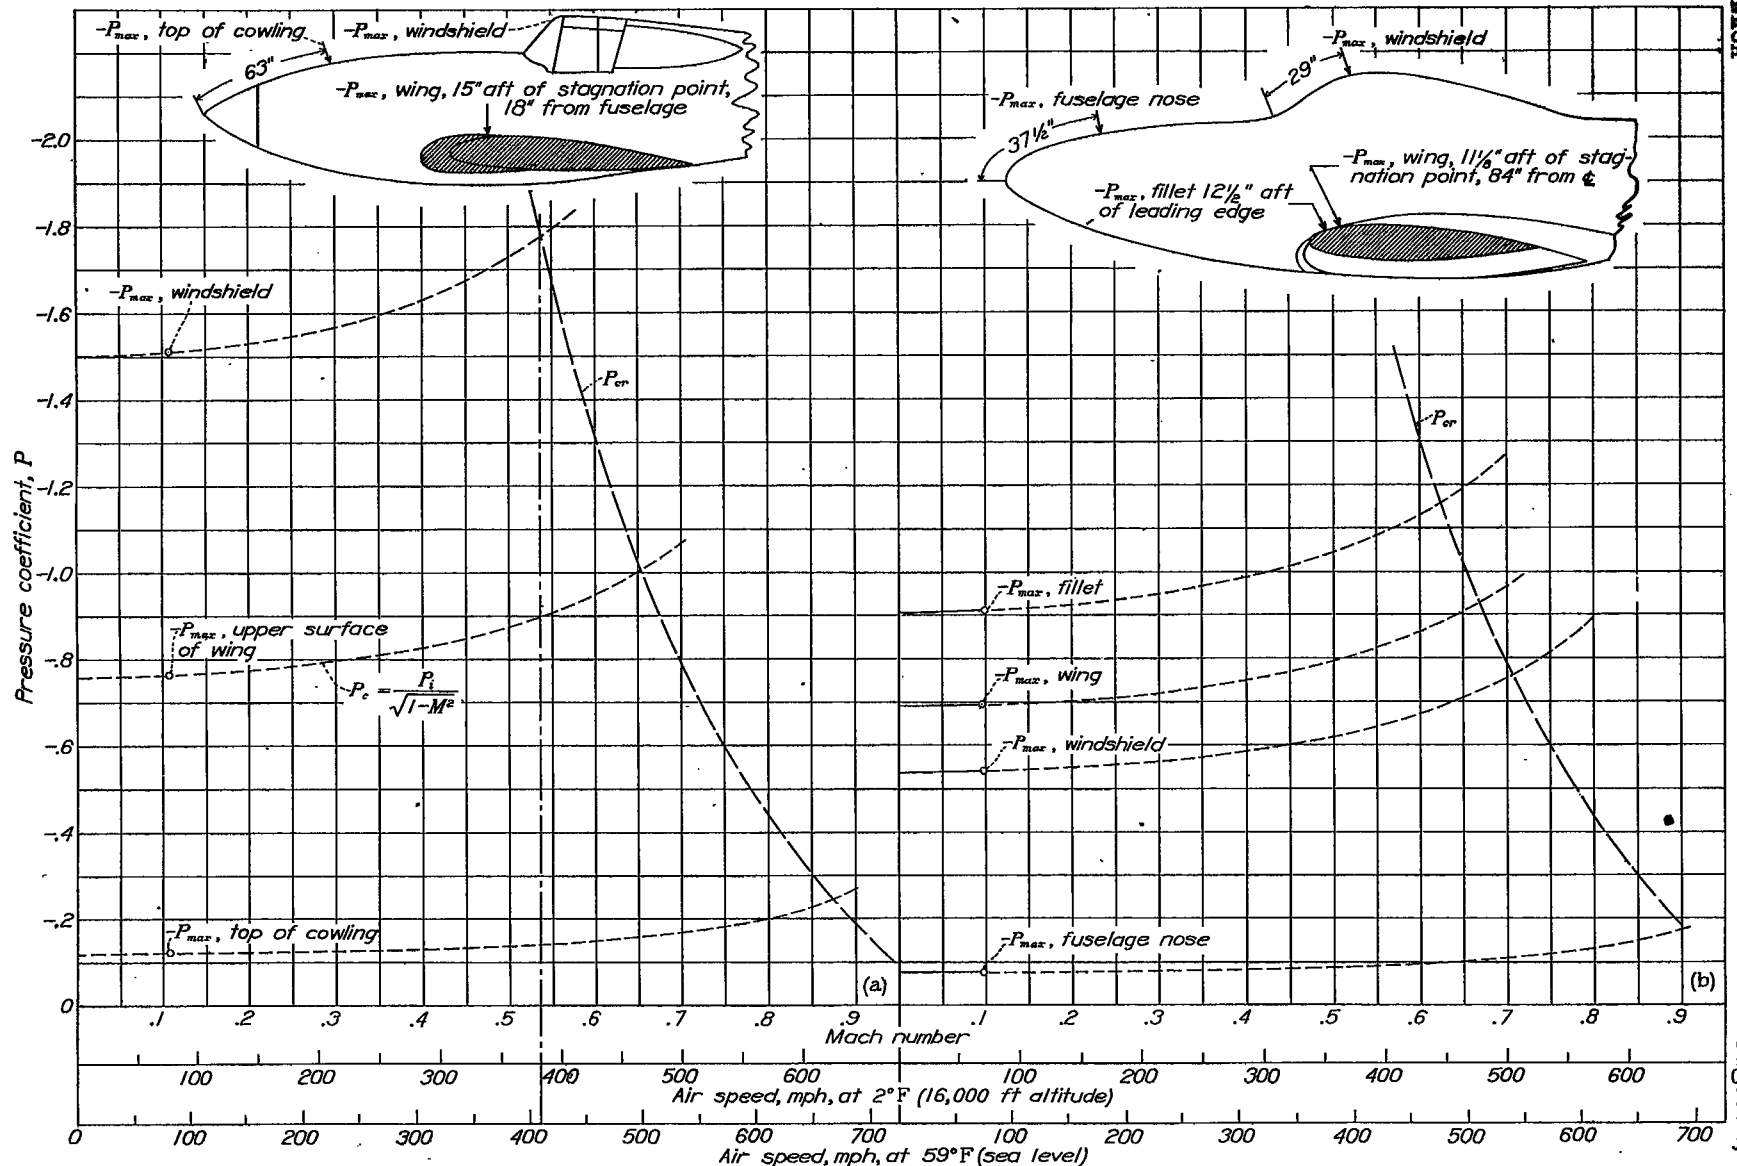 -Pmax, top of cowling
-Pmax, windshield
63"
-Pmax, wing, 15" aft of stagnation point,
18" from fuselage
-Pmax, windshield
29"
-Pmax, fuselage nose
37½"
-Pmax, wing, 11⅛" aft of stag-
nation point, 84" from ℄
-Pmax, fillet 12½" aft
of leading edge
Pressure coefficient, P
-2.0
-1.8
-1.6
-1.4
-1.2
-1.0
-.8
-.6
-.4
-.2
0
-Pmax, windshield
Pcr
-Pmax, upper surface
of wing
Pc = Pi / √1-M²
-Pmax, top of cowling
(a)
Pcr
-Pmax, fillet
-Pmax, wing
-Pmax, windshield
-Pmax, fuselage nose
(b)
.1 .2 .3 .4 .5 .6 .7 .8 .9 .1 .2 .3 .4 .5 .6 .7 .8 .9
Mach number
100 200 300 400 500 600 100 200 300 400 500 600
Air speed, mph, at 2°F (16,000 ft altitude)
0 100 200 300 400 500 600 700 100 200 300 400 500 600 700
Air speed, mph, at 59°F (sea level)